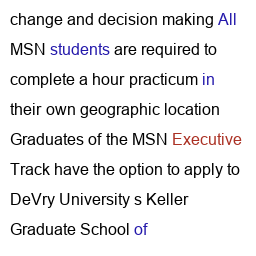 change and decision making All
MSN students are required to
complete a hour practicum in
their own geographic location
Graduates of the MSN Executive
Track have the option to apply to
DeVry University s Keller
Graduate School of